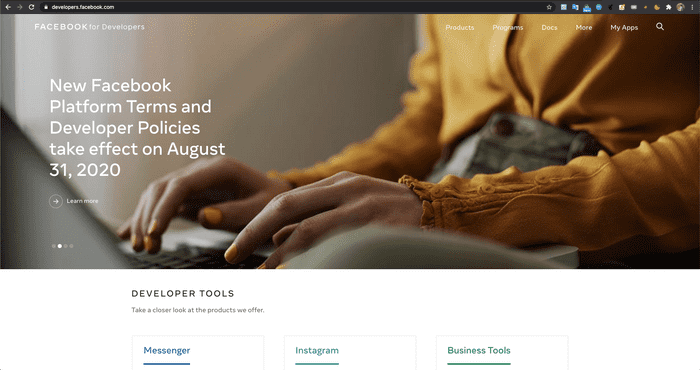 developers.facebook.com
FACEBOOK for Developers
Products
Programs
Docs
More
My Apps
New Facebook
Platform Terms and
Developer Policies
take effect on August
31, 2020
Learn more
DEVELOPER TOOLS
Take a closer look at the products we offer.
Messenger
Instagram
Business Tools